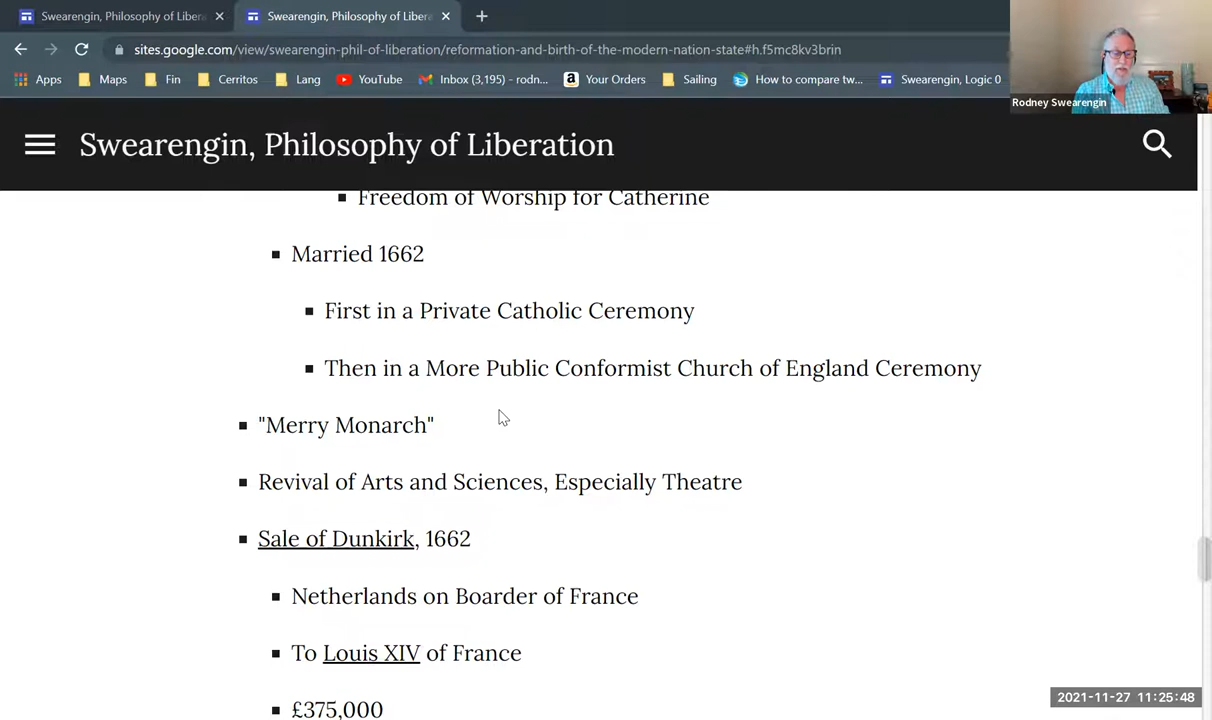 Swearengin, Philosophy of Libera
Swearengin, Philosophy of Libera
sites.google.com/view/swearengin-phil-of-liberation/reformation-and-birth-of-the-modern-nation-state#h.f5mc8kv3brin
Apps Maps Fin Cerritos Lang YouTube Inbox (3,195) - rodn... Your Orders Sailing How to compare tw... Swearengin, Logic 0
Rodney Swearengin
Swearengin, Philosophy of Liberation
Freedom of Worship for Catherine
Married 1662
First in a Private Catholic Ceremony
Then in a More Public Conformist Church of England Ceremony
"Merry Monarch"
Revival of Arts and Sciences, Especially Theatre
Sale of Dunkirk, 1662
Netherlands on Boarder of France
To Louis XIV of France
£375,000
2021-11-27 11:25:48